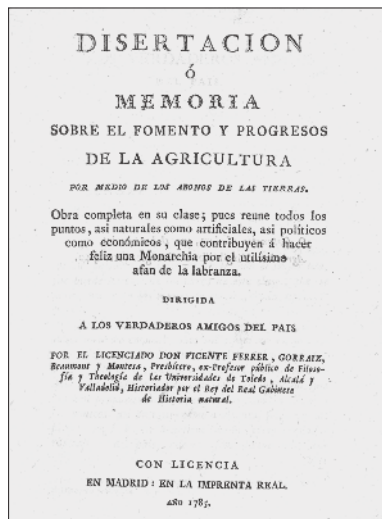 DISERTACION
ó
MEMORIA
SOBRE EL FOMENTO Y PROGRESOS
DE LA AGRICULTURA
POR MEDIO DE LOS ABONOS DE LAS TIERRAS.
Obra completa en su clase; pues reune todos los
puntos, asi naturales como artificiales, asi políticos
como económicos, que contribuyen á hacer
feliz una Monarchia por el utilísimo
afan de la labranza.
DIRIGIDA
A LOS VERDADEROS AMIGOS DEL PAIS
POR EL LICENCIADO DON VICENTE FERRER, GORRAIZ,
Beaumont y Montesa, Presbítero, ex-Profesor público de Filoso-
fía y Theología de las Universidades de Toledo, Alcalá y
Valladolid, Historiador por el Rey del Real Gabinete
de Historia natural.
CON LICENCIA
EN MADRID: EN LA IMPRENTA REAL.
AÑO 1785.